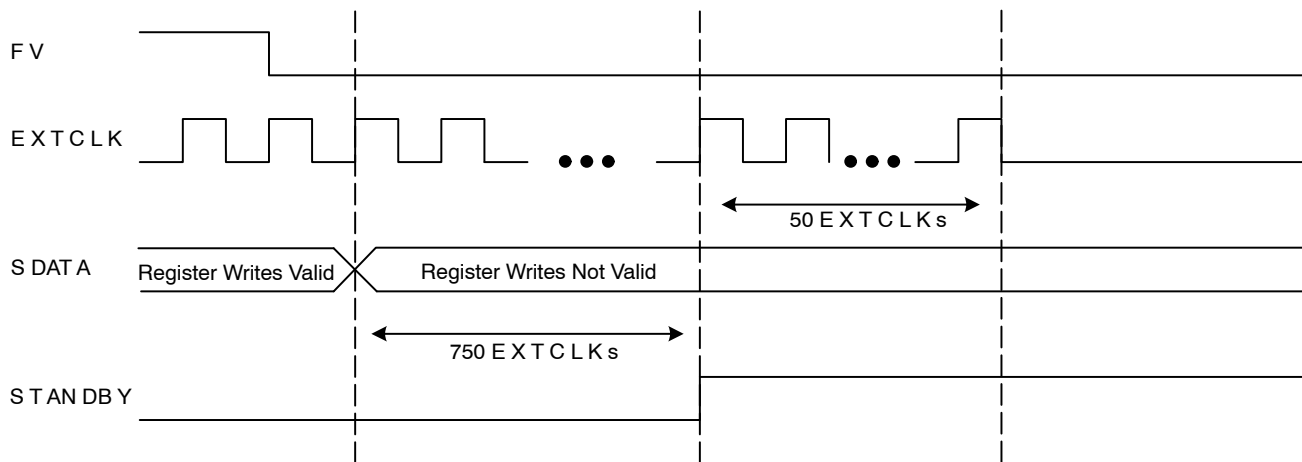 FV
EXTCLK
50 EXTCLKs
SDATA
Register Writes Valid
Register Writes Not Valid
750 EXTCLKs
STANDBY